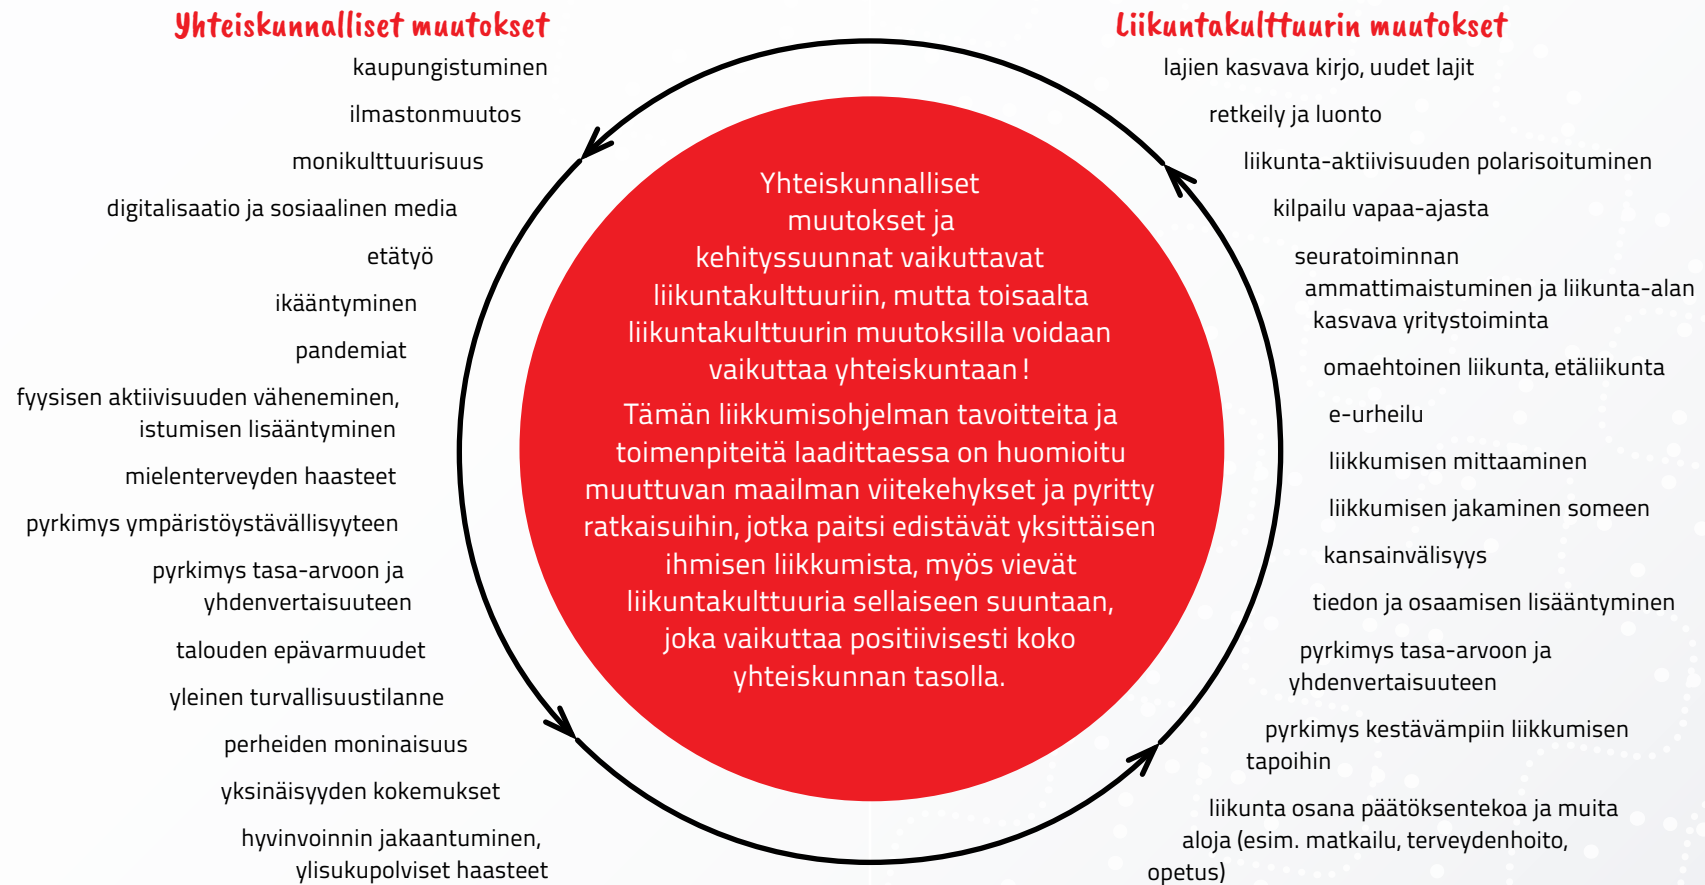 Yhteiskunnalliset muutokset
kaupungistuminen
ilmastonmuutos
monikulttuurisuus
digitalisaatio ja sosiaalinen media
etätyö
ikääntyminen
pandemiat
fyysisen aktiivisuuden väheneminen,
istumisen lisääntyminen
mielenterveyden haasteet
pyrkimys ympäristöystävällisyyteen
pyrkimys tasa-arvoon ja
yhdenvertaisuuteen
talouden epävarmuudet
yleinen turvallisuustilanne
perheiden moninaisuus
yksinäisyyden kokemukset
hyvinvoinnin jakaantuminen,
ylisukupolviset haasteet
Yhteiskunnalliset
muutokset ja
kehityssuunnat vaikuttavat
liikuntakulttuuriin, mutta toisaalta
liikuntakulttuurin muutoksilla voidaan
vaikuttaa yhteiskuntaan!
Tämän liikkumisohjelman tavoitteita ja
toimenpiteitä laadittaessa on huomioitu
muuttuvan maailman viitekehykset ja pyritty
ratkaisuihin, jotka paitsi edistävät yksittäisen
ihmisen liikkumista, myös vievät
liikuntakulttuuria sellaiseen suuntaan,
joka vaikuttaa positiivisesti koko
yhteiskunnan tasolla.
Liikuntakulttuurin muutokset
lajien kasvava kirjo, uudet lajit
retkeily ja luonto
liikunta-aktiivisuuden polarisoituminen
kilpailu vapaa-ajasta
seuratoiminnan
ammattimaistuminen ja liikunta-alan
kasvava yritystoiminta
omaehtoinen liikunta, etäliikunta
e-urheilu
liikkumisen mittaaminen
liikkumisen jakaminen someen
kansainvälisyys
tiedon ja osaamisen lisääntyminen
pyrkimys tasa-arvoon ja
yhdenvertaisuuteen
pyrkimys kestävämpiin liikkumisen
tapoihin
liikunta osana päätöksentekoa ja muita
aloja (esim. matkailu, terveydenhoito,
opetus)